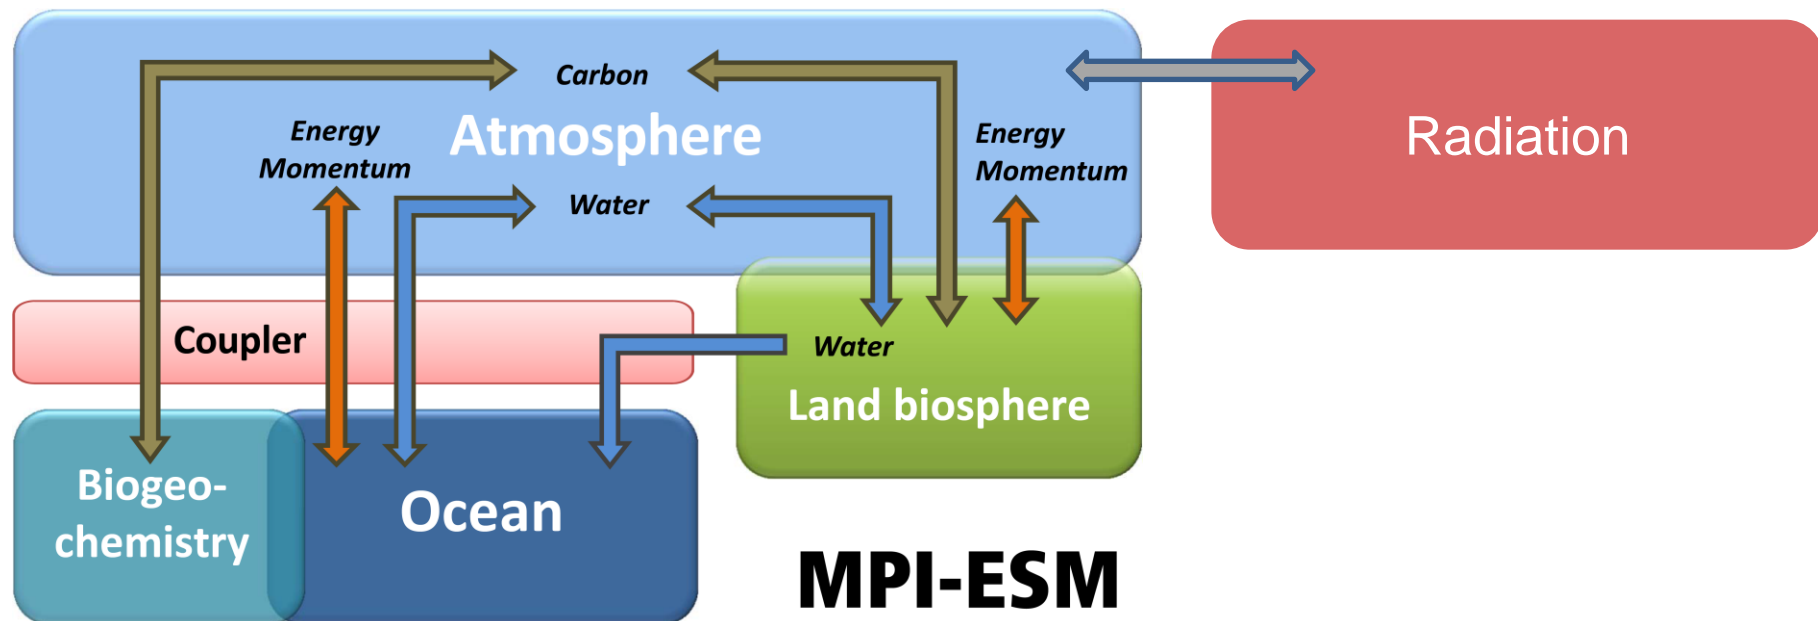 Carbon
Energy
Momentum
Atmosphere
Energy
Momentum
Water
Radiation
Coupler
Water
Land biosphere
Biogeo-
chemistry
Ocean
MPI-ESM